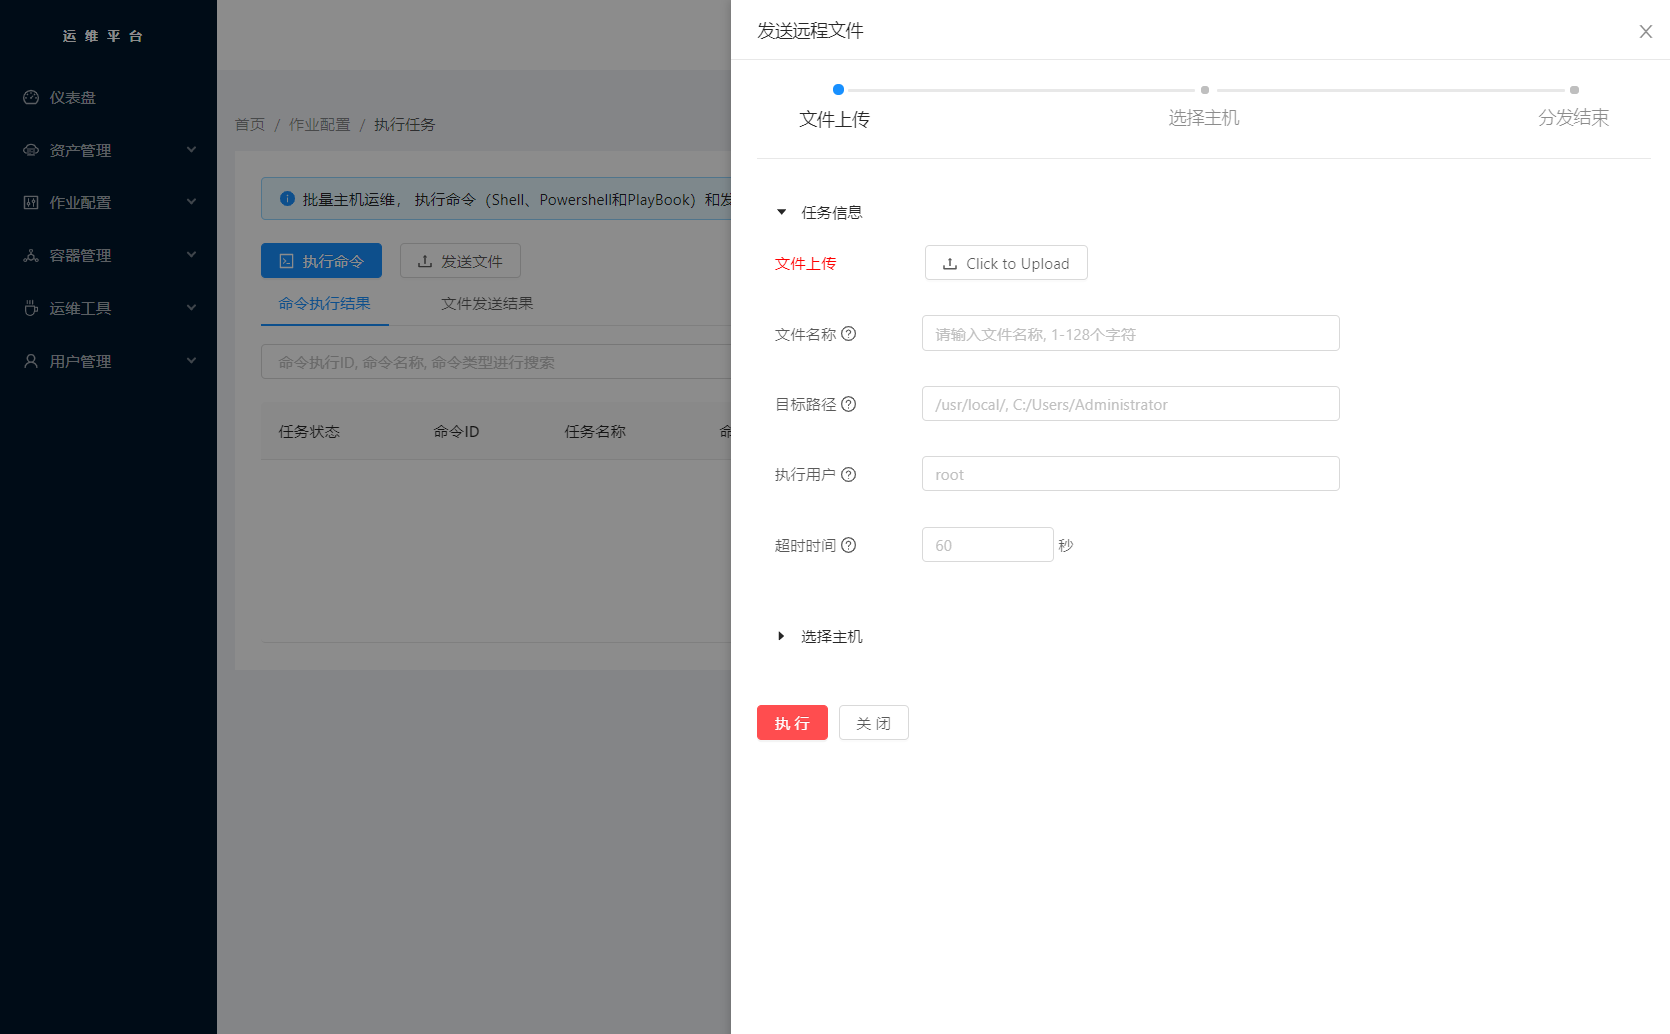 运维平台
仪表盘
资产管理
作业配置
容器管理
运维工具
用户管理
首页 / 作业配置 / 执行任务
批量主机运维， 执行命令（Shell、Powershell和PlayBook）和发
执行命令
发送文件
命令执行结果
文件发送结果
命令执行ID, 命令名称, 命令类型进行搜索
任务状态
命令ID
任务名称
命
发送远程文件
文件上传
选择主机
分发结束
任务信息
文件上传
Click to Upload
文件名称
请输入文件名称, 1-128个字符
目标路径
/usr/local/, C:/Users/Administrator
执行用户
root
超时时间
60
秒
选择主机
执 行
关 闭